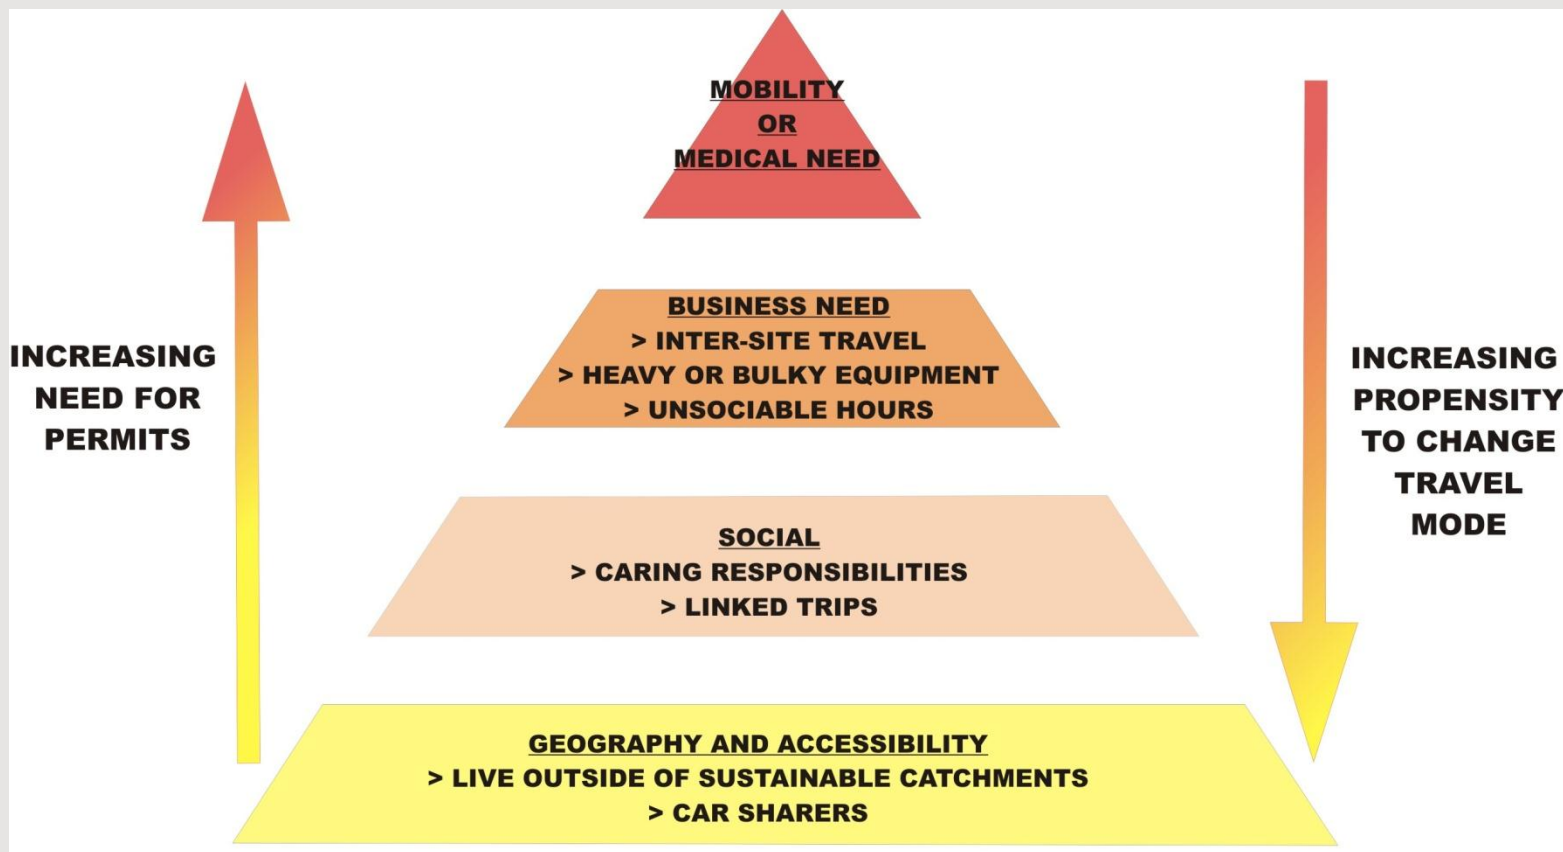 MOBILITY
OR
MEDICAL NEED
BUSINESS NEED
> INTER-SITE TRAVEL
> HEAVY OR BULKY EQUIPMENT
> UNSOCIABLE HOURS
SOCIAL
> CARING RESPONSIBILITIES
> LINKED TRIPS
GEOGRAPHY AND ACCESSIBILITY
> LIVE OUTSIDE OF SUSTAINABLE CATCHMENTS
> CAR SHARERS
INCREASING
NEED FOR
PERMITS
INCREASING
PROPENSITY
TO CHANGE
TRAVEL
MODE